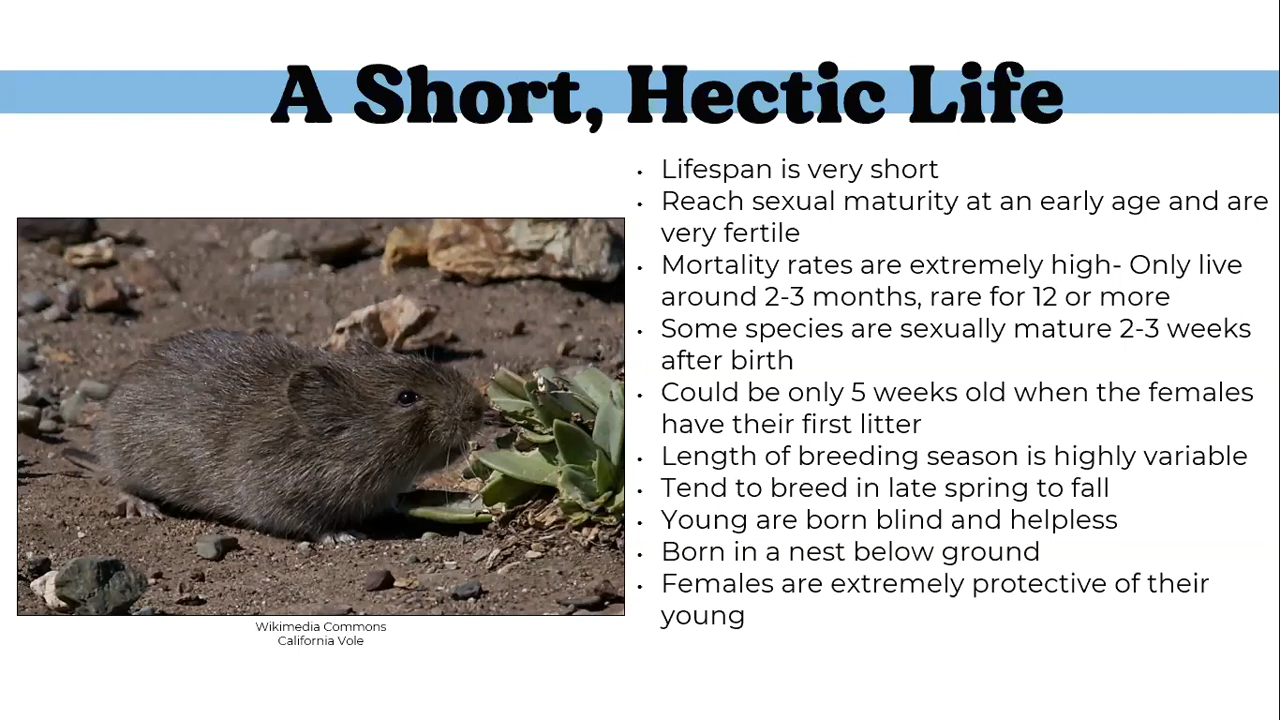 A Short, Hectic Life
• Lifespan is very short
• Reach sexual maturity at an early age and are
very fertile
• Mortality rates are extremely high- Only live
around 2-3 months, rare for 12 or more
• Some species are sexually mature 2-3 weeks
after birth
• Could be only 5 weeks old when the females
have their first litter
• Length of breeding season is highly variable
• Tend to breed in late spring to fall
• Young are born blind and helpless
• Born in a nest below ground
• Females are extremely protective of their
young
Wikimedia Commons
California Vole